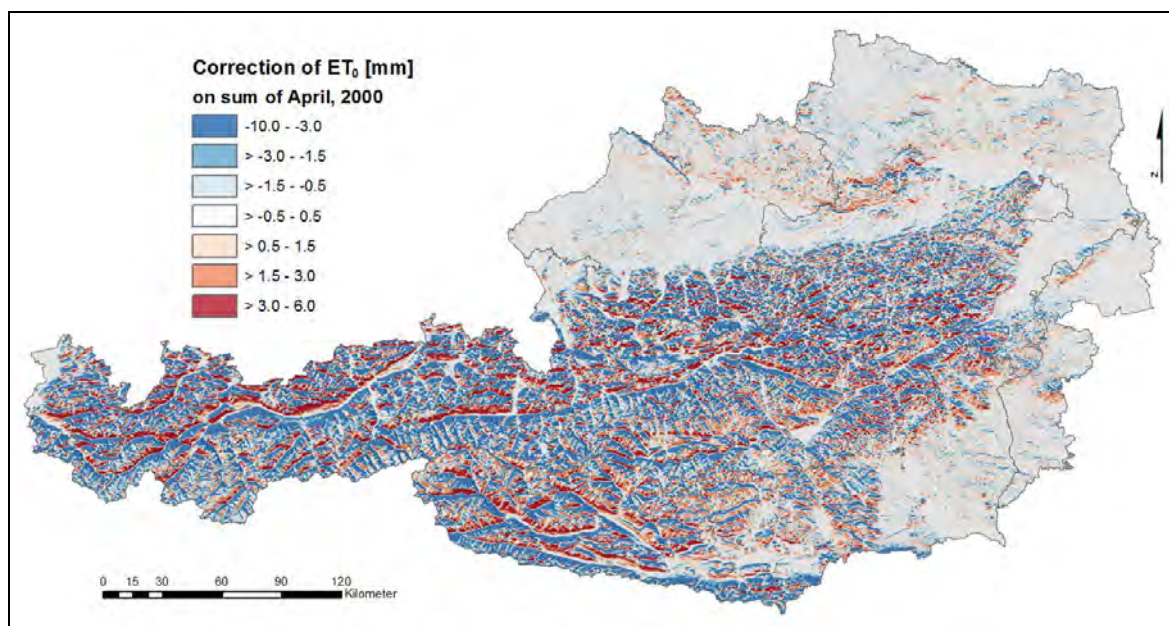 Correction of ET₀ [mm]
on sum of April, 2000
-10.0 - -3.0
> -3.0 - -1.5
> -1.5 - -0.5
> -0.5 - 0.5
> 0.5 - 1.5
> 1.5 - 3.0
> 3.0 - 6.0
N
0 15 30 60 90 120
Kilometer